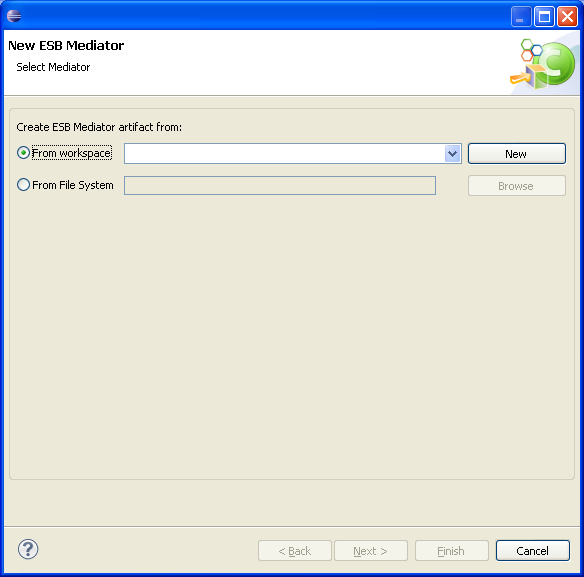 New ESB Mediator
Select Mediator
C
Create ESB Mediator artifact from:
From workspace New
From File System Browse
? < Back Next > Finish Cancel